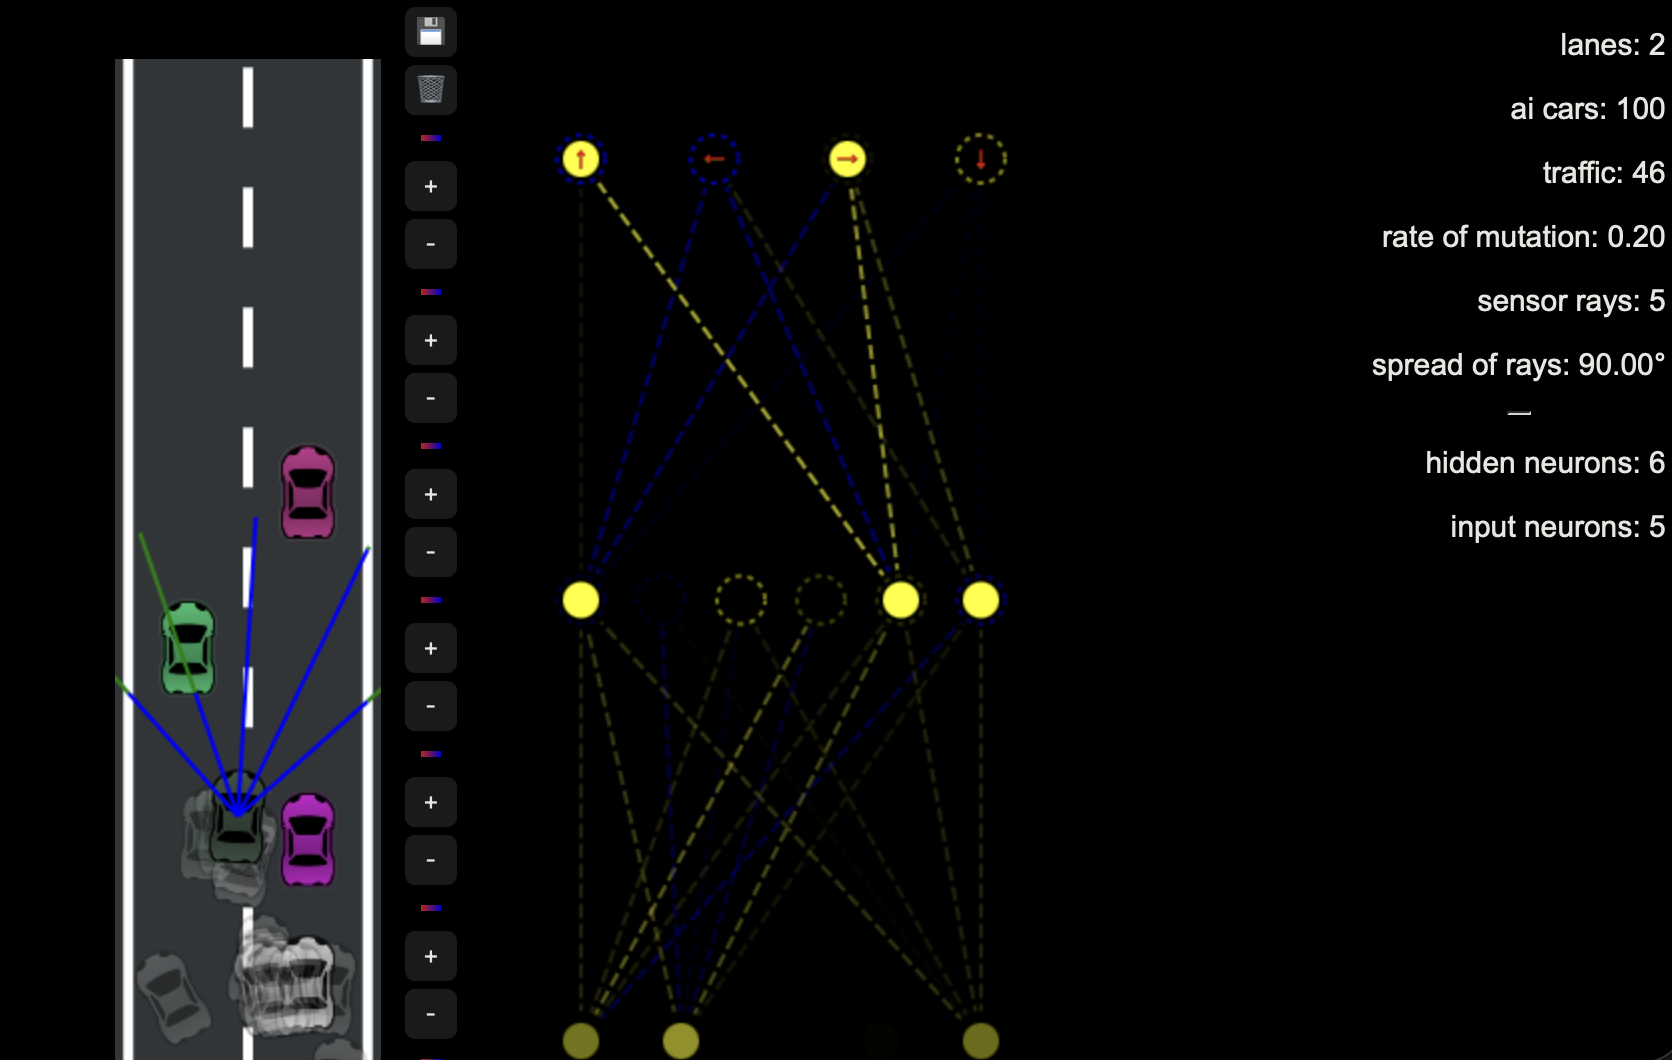 +
-
+
-
+
-
+
-
+
-
+
-
↑
←
→
↓
lanes: 2
ai cars: 100
traffic: 46
rate of mutation: 0.20
sensor rays: 5
spread of rays: 90.00°
—
hidden neurons: 6
input neurons: 5